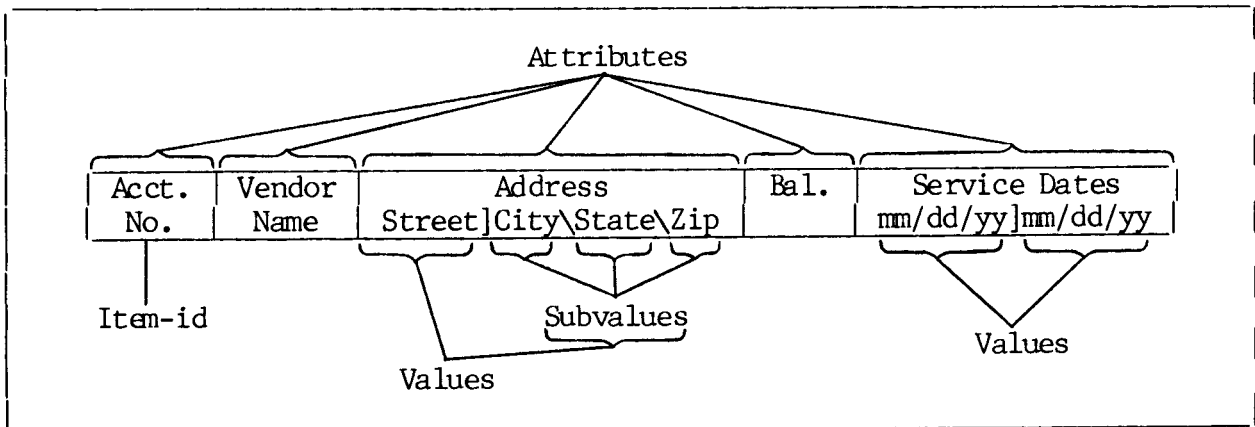 Attributes
Acct. Vendor Address Bal. Service Dates
No. Name Street]City\State\Zip mm/dd/yy]mm/dd/yy
Item-id Subvalues Values
Values